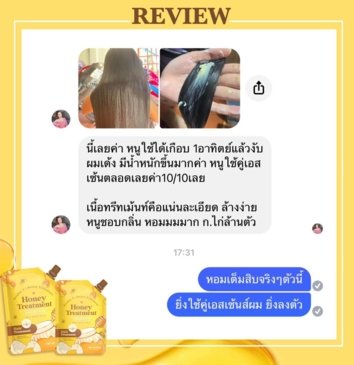 REVIEW
นี้เลยค่า หนูใช้ได้เกือบ 1อาทิตย์แล้วงับ
ผมเด้ง มีน้ำหนักขึ้นมากค่า หนูใช้คู่เอส
เซ้นตลอดเลยค่า10/10เลย
เนื้อทรีทเม้นท์คือแน่นละเอียด ล้างง่าย
หนูชอบกลิ่น หอมมมมาก ก.ไก่ล้านตัว
17:31
หอมเต็มสิบจริงๆตัวนี้
ยิ่งใช้คู่เอสเซ้นส์ผม ยิ่งลงตัว
Honey
Treatment
Honey
Treatment